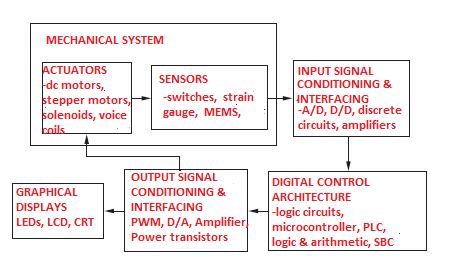 MECHANICAL SYSTEM
ACTUATORS
-dc motors,
stepper motors,
solenoids, voice
coils
SENSORS
-switches, strain
gauge, MEMS,
INPUT SIGNAL
CONDITIONING &
INTERFACING
-A/D, D/D, discrete
circuits, amplifiers
GRAPHICAL
DISPLAYS
LEDs, LCD, CRT
OUTPUT SIGNAL
CONDITIONING &
INTERFACING
PWM, D/A, Amplifier,
Power transistors
DIGITAL CONTROL
ARCHITECTURE
-logic circuits,
microcontroller, PLC,
logic & arithmetic, SBC